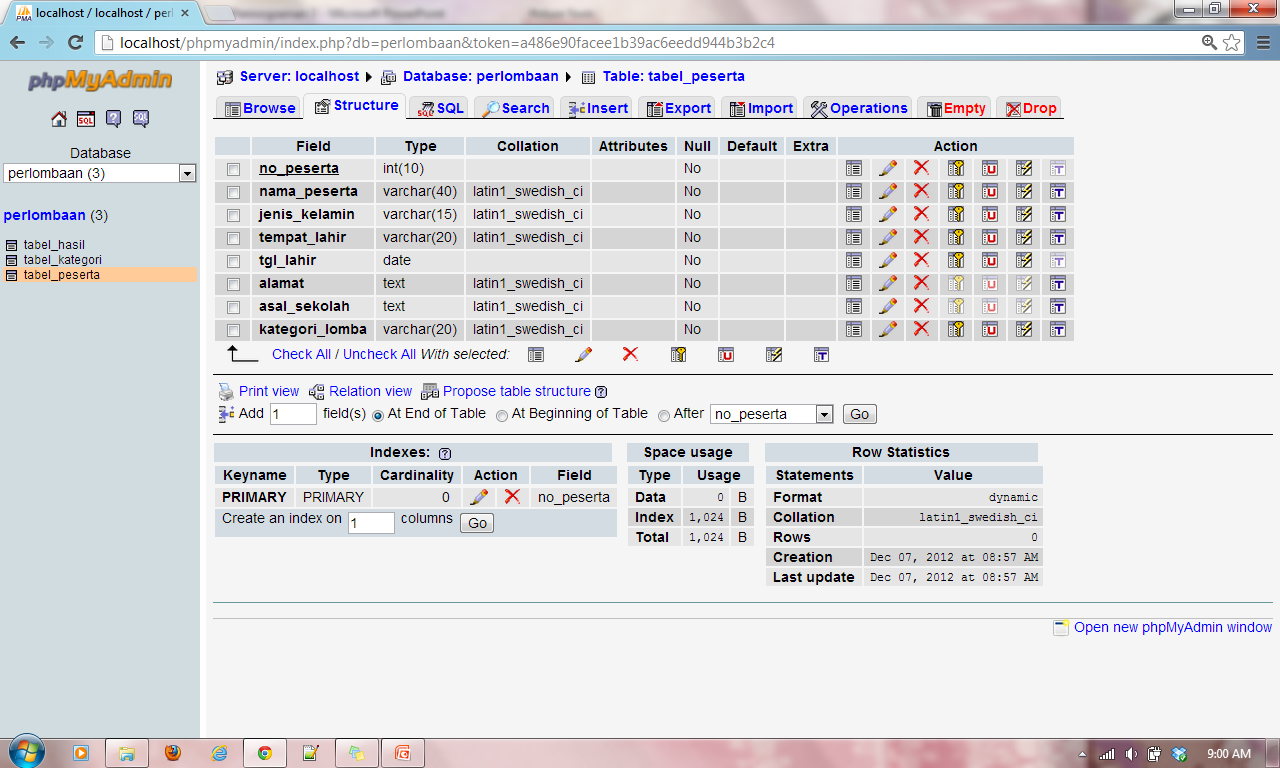 localhost / localhost / perl
Microsoft PowerPoint
localhost/phpmyadmin/index.php?db=perlombaan&token=a486e90facee1b39ac6eedd944b3b2c4
phpMyAdmin
Database
perlombaan (3)
perlombaan (3)
tabel_hasil
tabel_kategori
tabel_peserta
Server: localhost Database: perlombaan Table: tabel_peserta
Browse Structure SQL Search Insert Export Import Operations Empty Drop
Field Type Collation Attributes Null Default Extra Action
no_peserta int(10) No
nama_peserta varchar(40) latin1_swedish_ci No
jenis_kelamin varchar(15) latin1_swedish_ci No
tempat_lahir varchar(20) latin1_swedish_ci No
tgl_lahir date No
alamat text latin1_swedish_ci No
asal_sekolah text latin1_swedish_ci No
kategori_lomba varchar(20) latin1_swedish_ci No
Check All / Uncheck All With selected:
Print view Relation view Propose table structure
Add 1 field(s) At End of Table At Beginning of Table After no_peserta Go
Indexes:
Keyname Type Cardinality Action Field
PRIMARY PRIMARY 0 no_peserta
Create an index on 1 columns Go
Space usage
Type Usage
Data 0 B
Index 1,024 B
Total 1,024 B
Row Statistics
Statements Value
Format dynamic
Collation latin1_swedish_ci
Rows 0
Creation Dec 07, 2012 at 08:57 AM
Last update Dec 07, 2012 at 08:57 AM
Open new phpMyAdmin window
9:00 AM